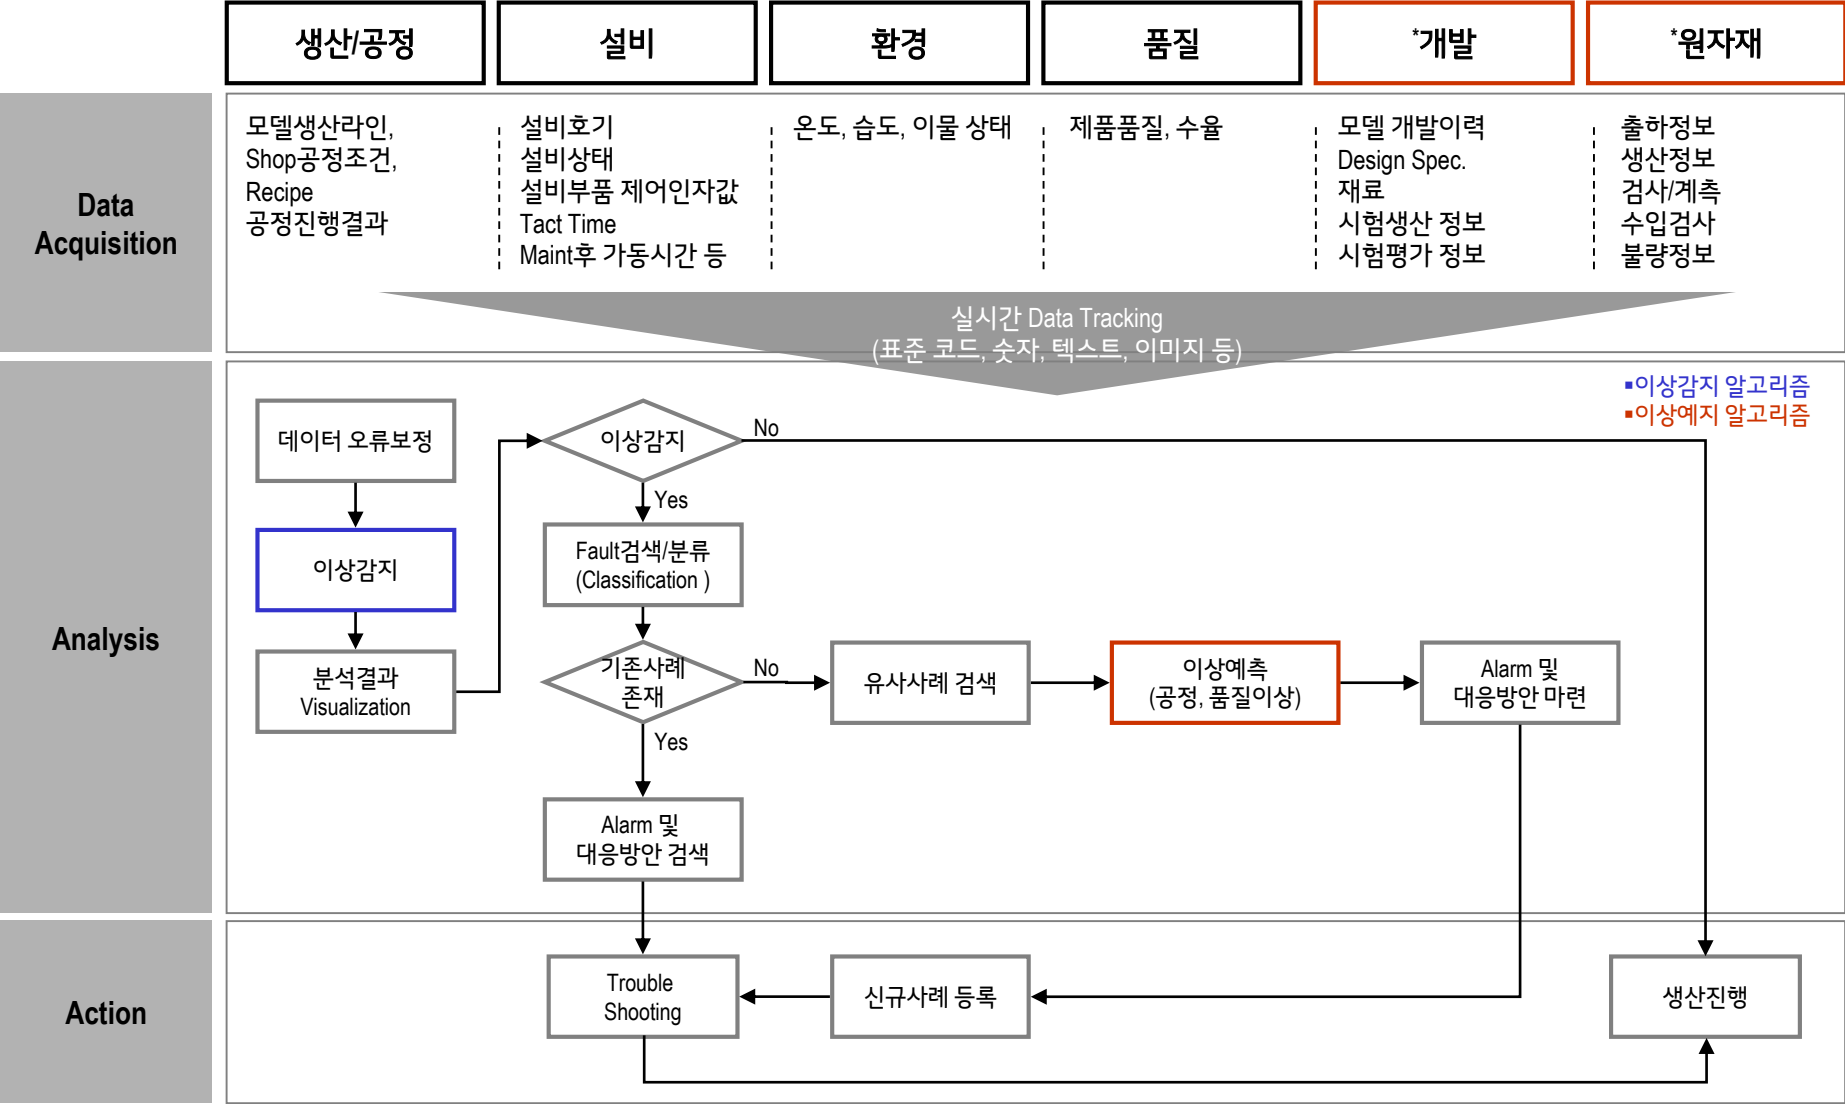 생산/공정
설비
환경
품질
*개발
*원자재
Data
Acquisition
모델생산라인,
Shop공정조건,
Recipe
공정진행결과
설비호기
설비상태
설비부품 제어인자값
Tact Time
Maint후 가동시간 등
온도, 습도, 이물 상태
제품품질, 수율
모델 개발이력
Design Spec.
재료
시험생산 정보
시험평가 정보
출하정보
생산정보
검사/계측
수입검사
불량정보
실시간 Data Tracking
(표준 코드, 숫자, 텍스트, 이미지 등)
Analysis
▪이상감지 알고리즘
▪이상예지 알고리즘
데이터 오류보정
이상감지
분석결과
Visualization
이상감지
No
Yes
Fault검색/분류
(Classification )
기존사례
존재
No
Yes
유사사례 검색
이상예측
(공정, 품질이상)
Alarm 및
대응방안 마련
Alarm 및
대응방안 검색
Action
Trouble
Shooting
신규사례 등록
생산진행